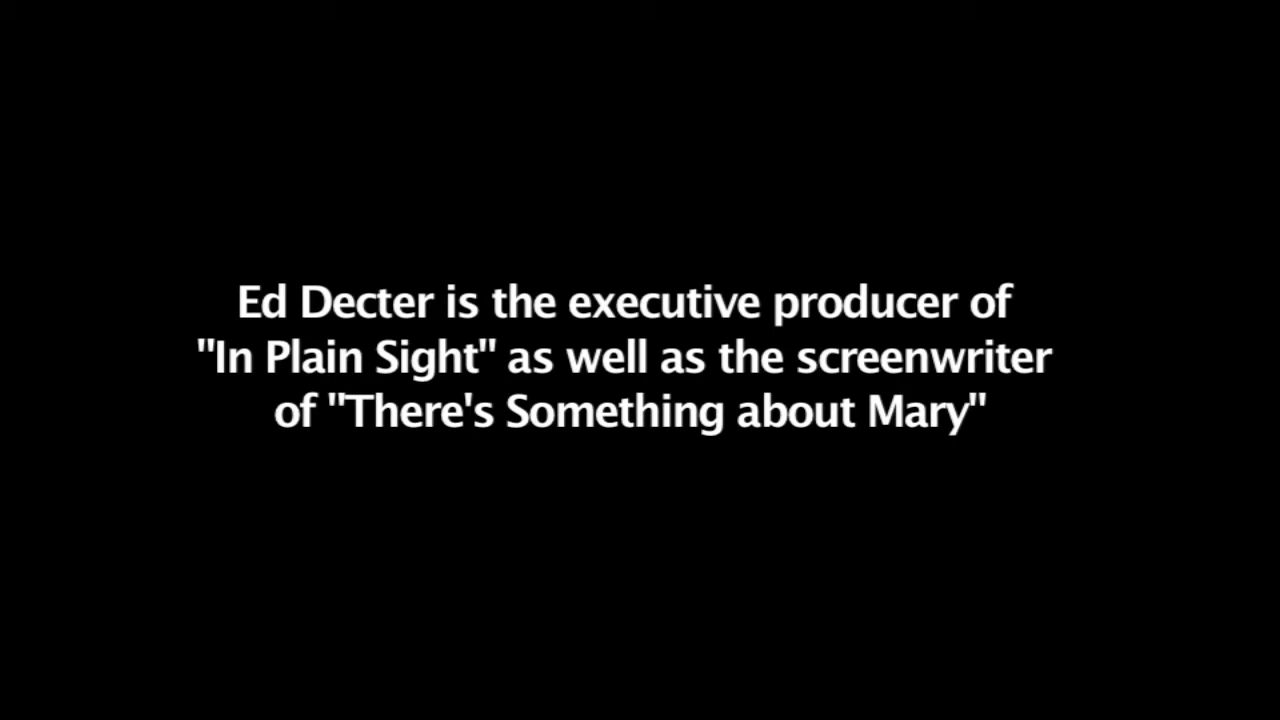 Ed Decter is the executive producer of
"In Plain Sight" as well as the screenwriter
of "There's Something about Mary"